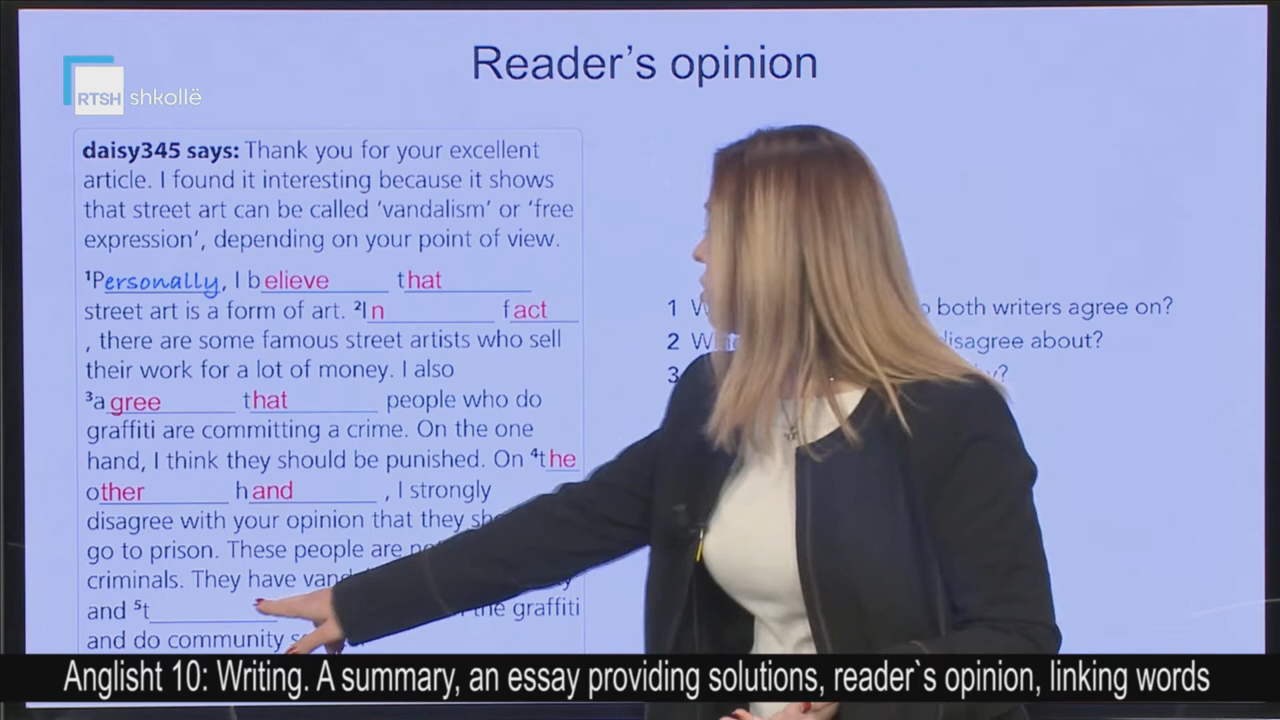 Reader's opinion
RTSH shkollë
daisy345 says: Thank you for your excellent
article. I found it interesting because it shows
that street art can be called 'vandalism' or 'free
expression', depending on your point of view.
¹Personally, I believe that
street art is a form of art. ²In fact
, there are some famous street artists who sell
their work for a lot of money. I also
³agree that people who do
graffiti are committing a crime. On the one
hand, I think they should be punished. On ⁴the
other hand, I strongly
disagree with your opinion that they
go to prison. These people are
criminals. They have
and ⁵t the graffiti
and do community
1 both writers agree on?
2 disagree about?
3
Anglisht 10: Writing. A summary, an essay providing solutions, reader`s opinion, linking words